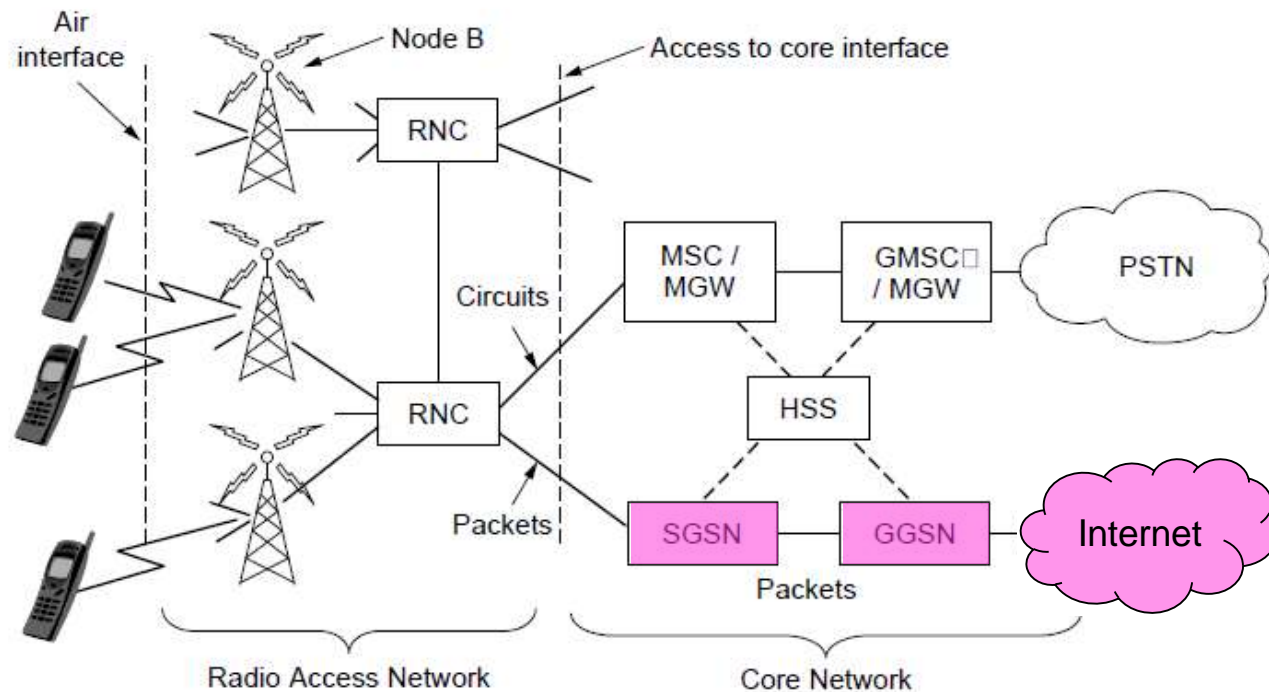 Air
interface
Node B
Access to core interface
RNC
MSC /
MGW
GMSC□
/ MGW
PSTN
Circuits
RNC
HSS
Packets
SGSN
GGSN
Internet
Packets
Radio Access Network
Core Network